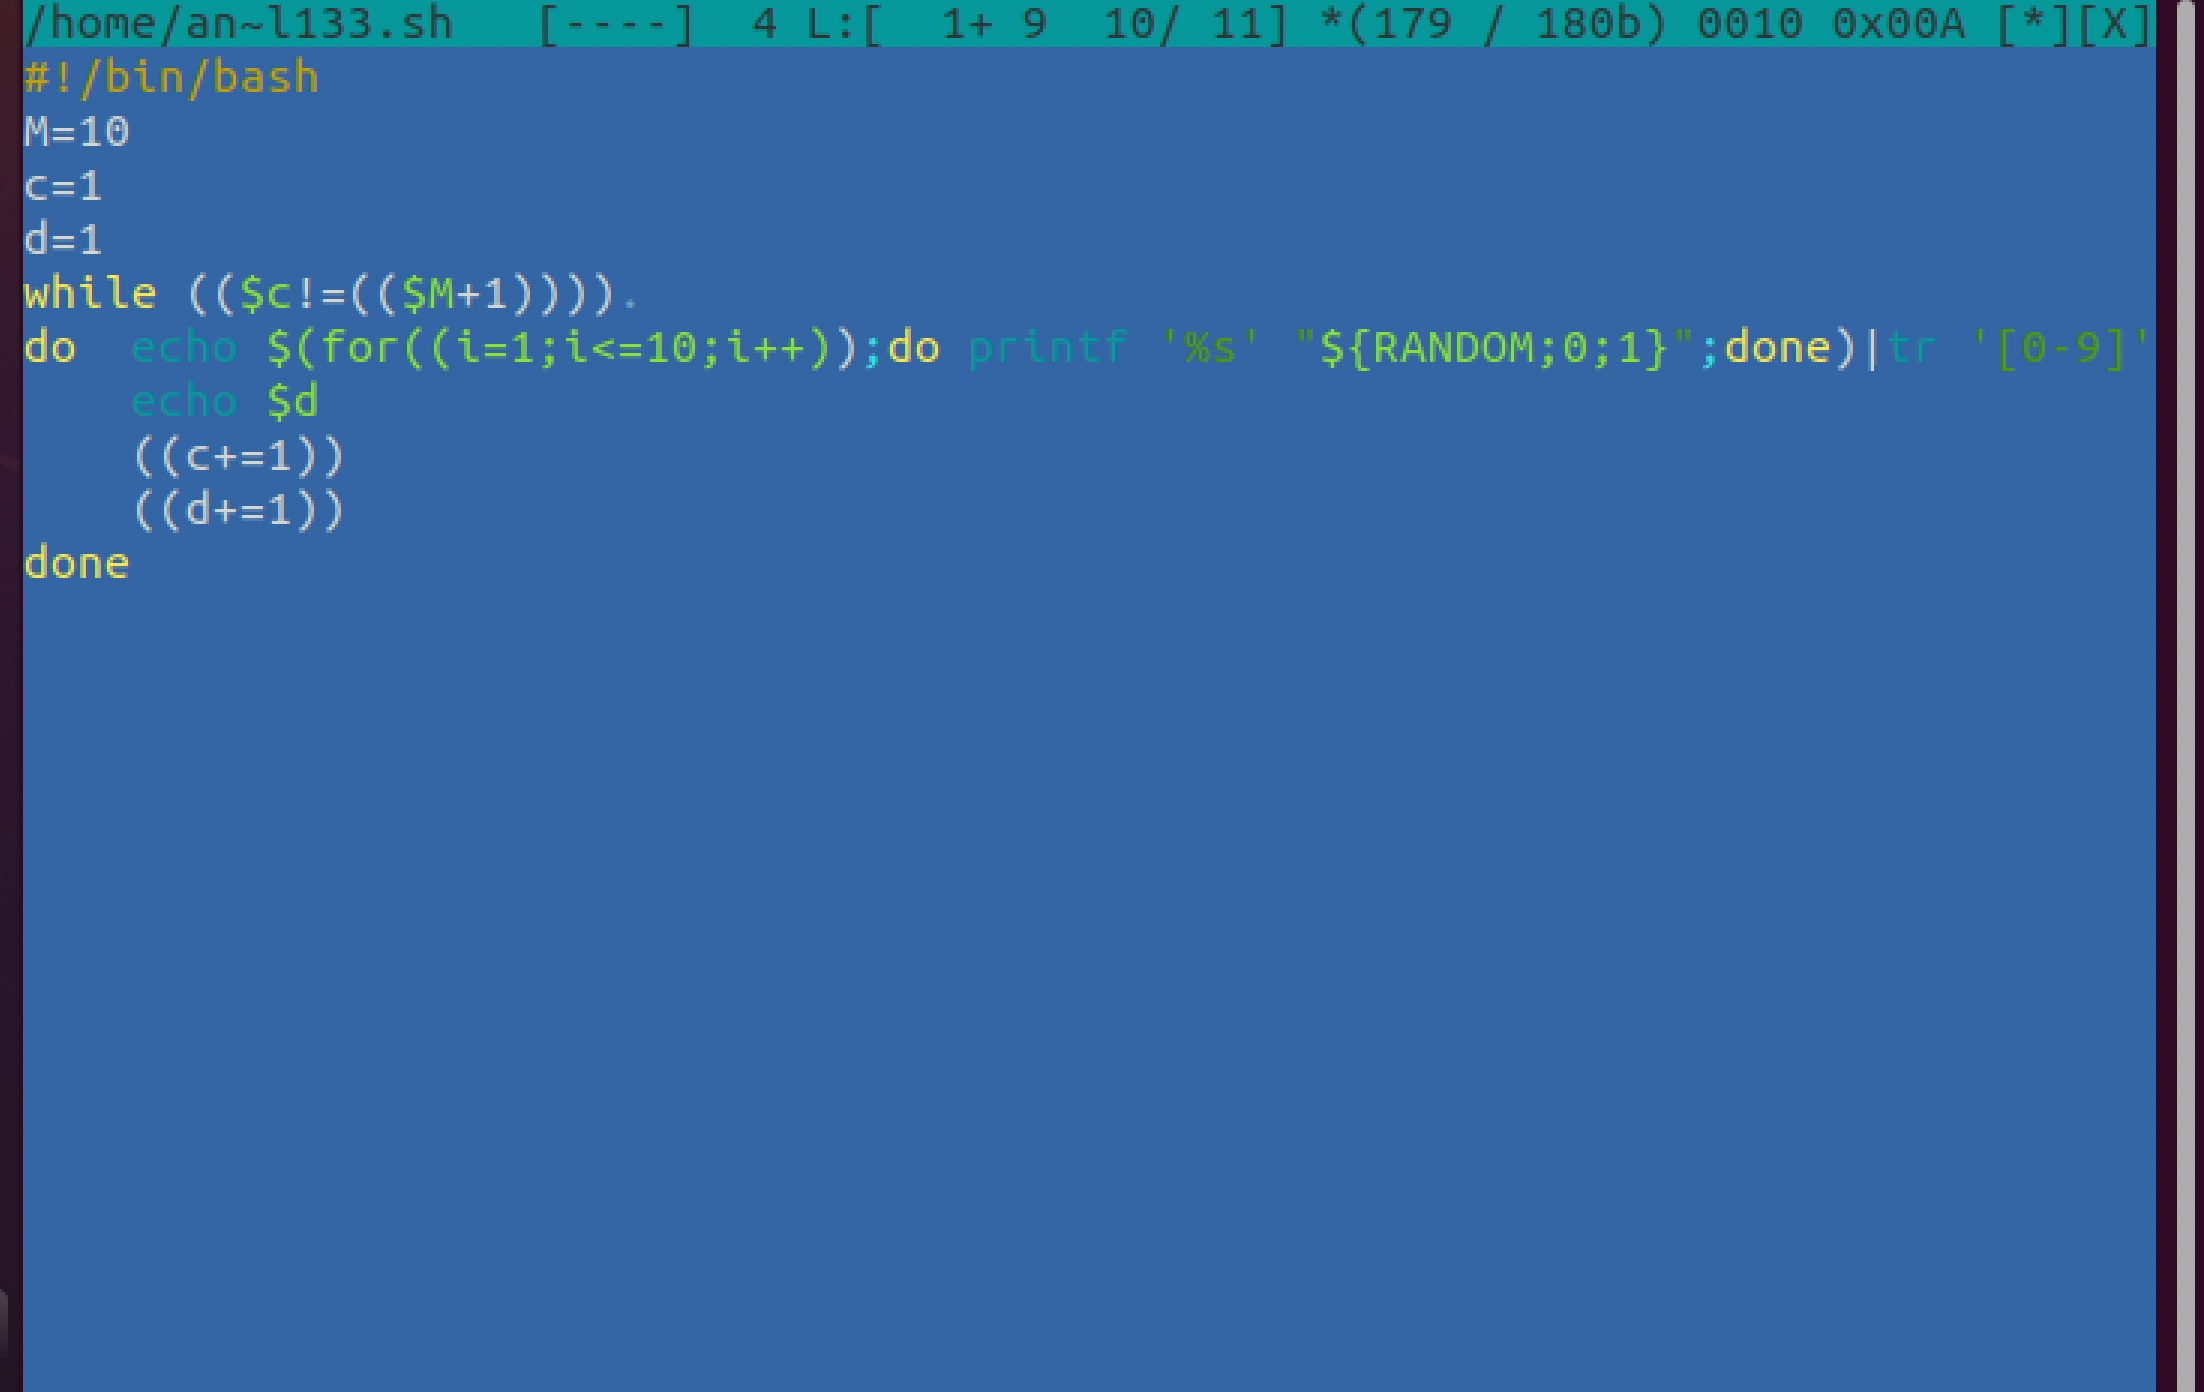 /home/an~l133.sh   [----]  4 L:[  1+ 9  10/ 11] *(179 / 180b) 0010 0x00A [*][X]
#!/bin/bash
M=10
c=1
d=1
while (($c!=(($M+1)))).
do  echo $(for((i=1;i<=10;i++));do printf '%s' "${RANDOM;0;1}";done)|tr '[0-9]'
    echo $d
    ((c+=1))
    ((d+=1))
done